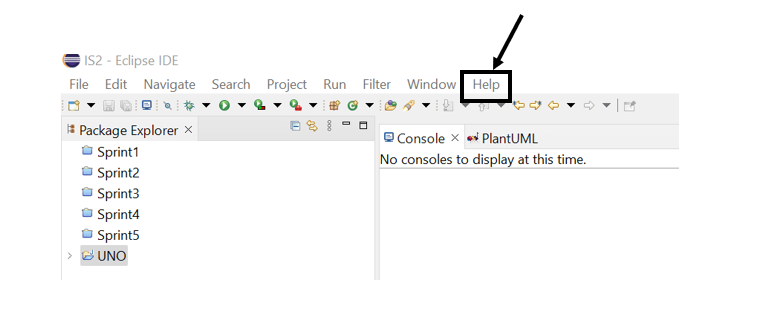 IS2 - Eclipse IDE
File Edit Navigate Search Project Run Filter Window Help
Package Explorer
Sprint1
Sprint2
Sprint3
Sprint4
Sprint5
UNO
Console PlantUML
No consoles to display at this time.